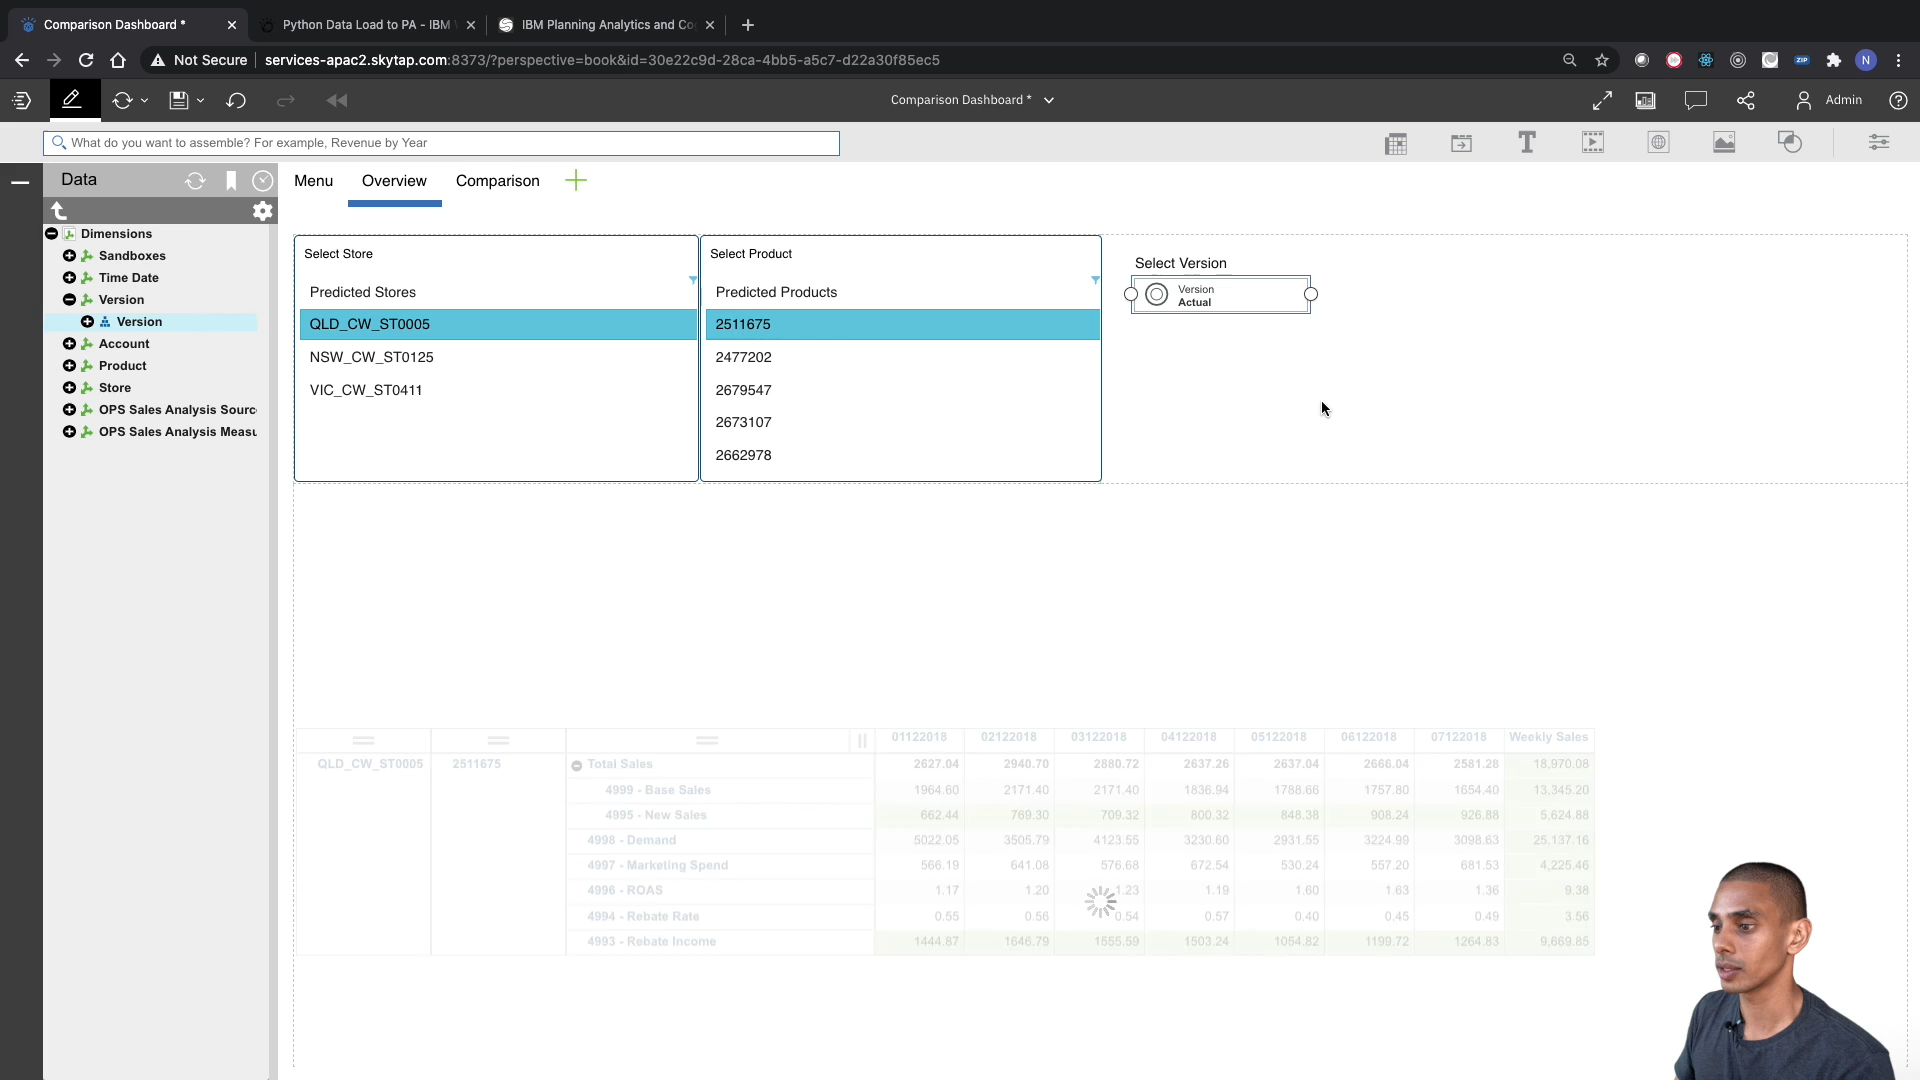 Comparison Dashboard *
Python Data Load to PA - IBM
IBM Planning Analytics and Co
Not Secure
services-apac2.skytap.com:8373/?perspective=book&id=30e22c9d-28ca-4bb5-a5c7-d22a30f85ec5
ZIP
N
Comparison Dashboard *
Admin
What do you want to assemble? For example, Revenue by Year
Data
Menu
Overview
Comparison
Dimensions
Sandboxes
Time Date
Version
Version
Account
Product
Store
OPS Sales Analysis Sourc
OPS Sales Analysis Measu
Select Store
Predicted Stores
QLD_CW_ST0005
NSW_CW_ST0125
VIC_CW_ST0411
Select Product
Predicted Products
2511675
2477202
2679547
2673107
2662978
Select Version
Version
Actual
01122018 02122018 03122018 04122018 05122018 06122018 07122018 Weekly Sales
QLD_CW_ST0005 2511675 Total Sales 2627.04 2940.70 2880.72 2637.26 2637.04 2666.04 2581.28 18,970.08
4999 - Base Sales 1964.60 2171.40 2171.40 1836.94 1788.66 1757.80 1654.40 13,345.20
4995 - New Sales 662.44 769.30 709.32 800.32 848.38 908.24 926.88 5,624.88
4998 - Demand 5022.05 3505.79 4123.55 3230.60 2931.55 3224.99 3098.63 25,137.16
4997 - Marketing Spend 566.19 641.08 576.68 672.54 530.24 557.20 681.53 4,225.46
4996 - ROAS 1.17 1.20 1.23 1.19 1.60 1.63 1.36 9.38
4994 - Rebate Rate 0.55 0.56 0.54 0.57 0.40 0.45 0.49 3.56
4993 - Rebate Income 1444.87 1646.79 1555.59 1503.24 1054.82 1199.72 1264.83 9,669.85